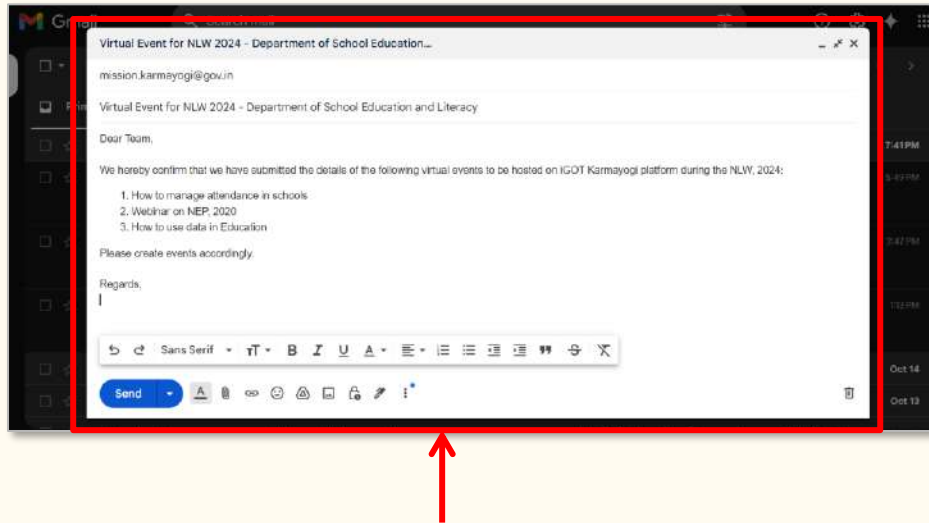 Gmail
Search mail
Virtual Event for NLW 2024 - Department of School Education...
mission.karmayogi@gov.in
Virtual Event for NLW 2024 - Department of School Education and Literacy
Dear Team,
We hereby confirm that we have submitted the details of the following virtual events to be hosted on iGOT Karmayogi platform during the NLW, 2024:
1. How to manage attendance in schools
2. Webinar on NEP, 2020
3. How to use data in Education
Please create events accordingly.
Regards,
Sans Serif
Send
7:41 PM
Oct 14
Oct 13